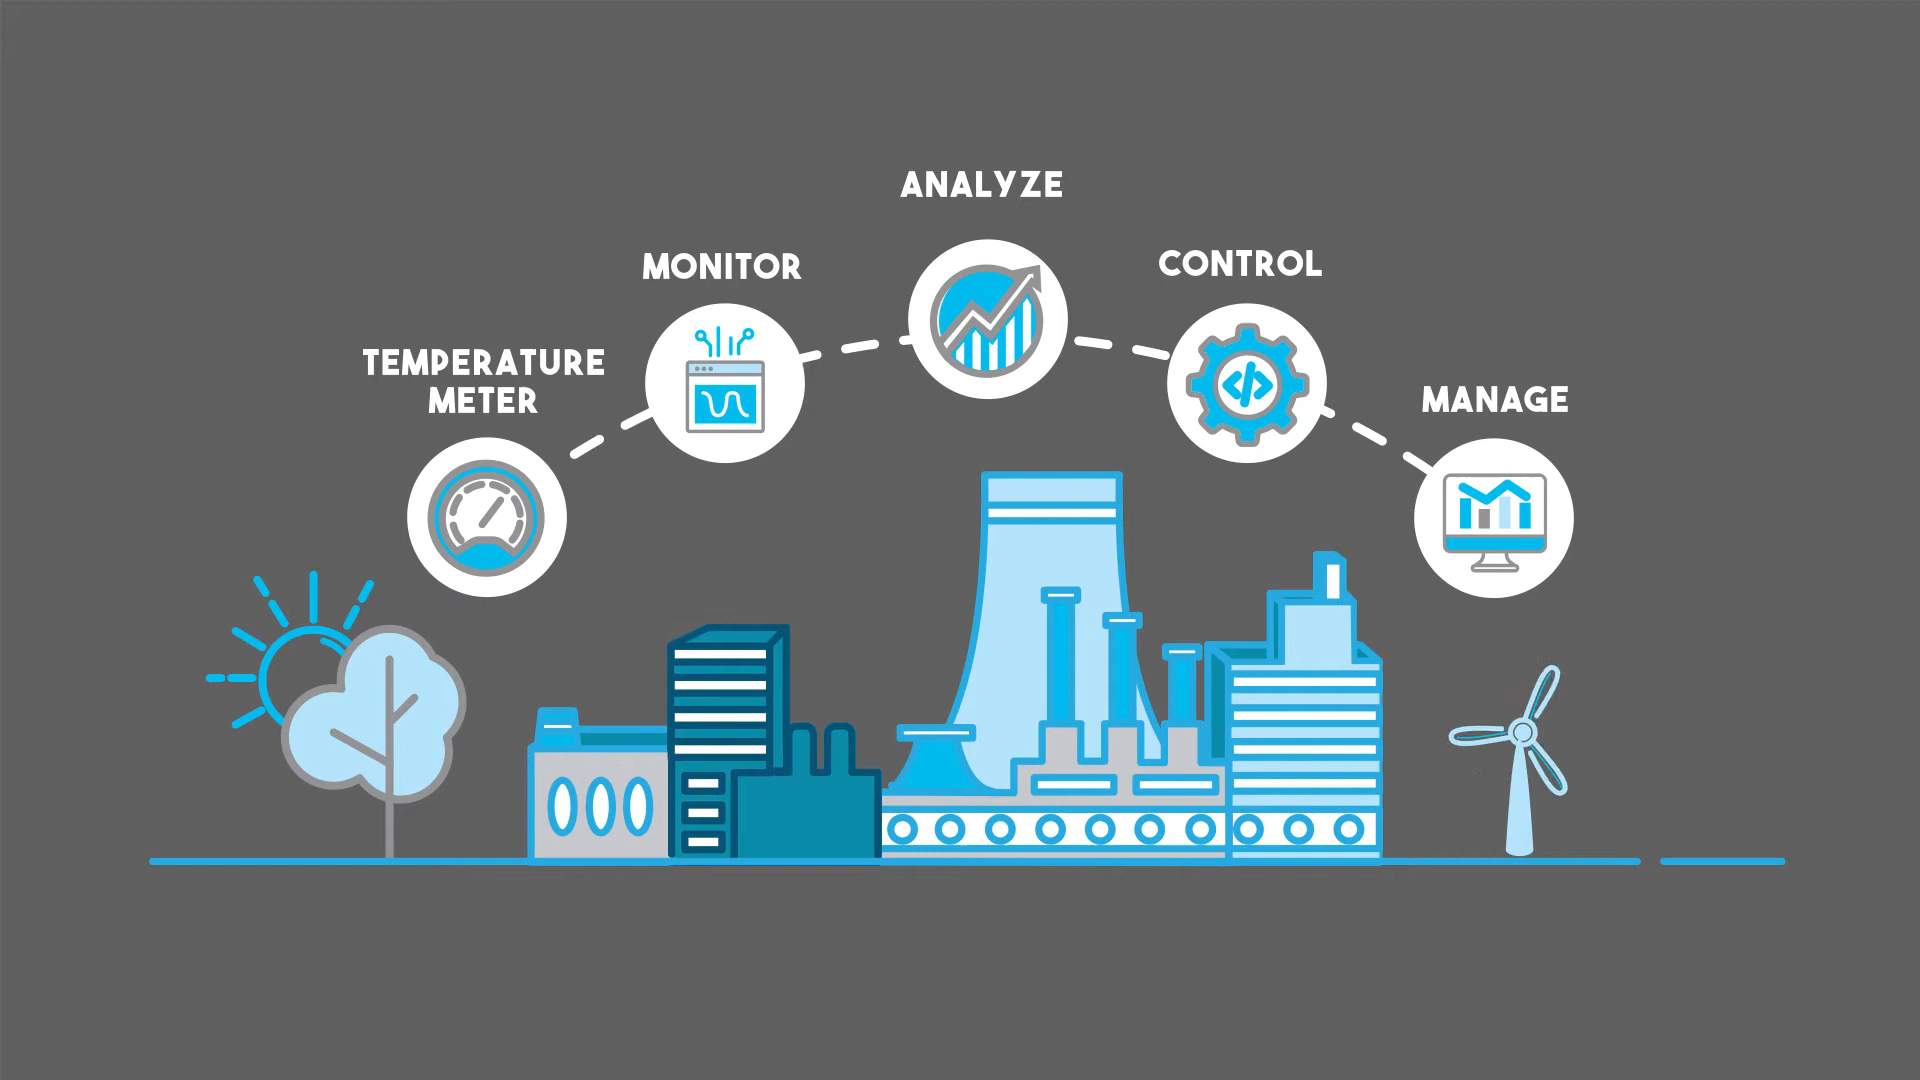 ANALYZE
MONITOR
CONTROL
TEMPERATURE
METER
MANAGE